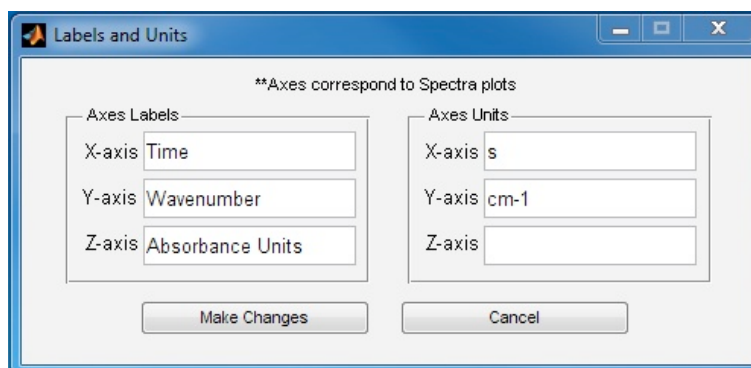 Labels and Units
**Axes correspond to Spectra plots
Axes Labels
X-axis Time
Y-axis Wavenumber
Z-axis Absorbance Units
Axes Units
X-axis s
Y-axis cm-1
Z-axis
Make Changes
Cancel